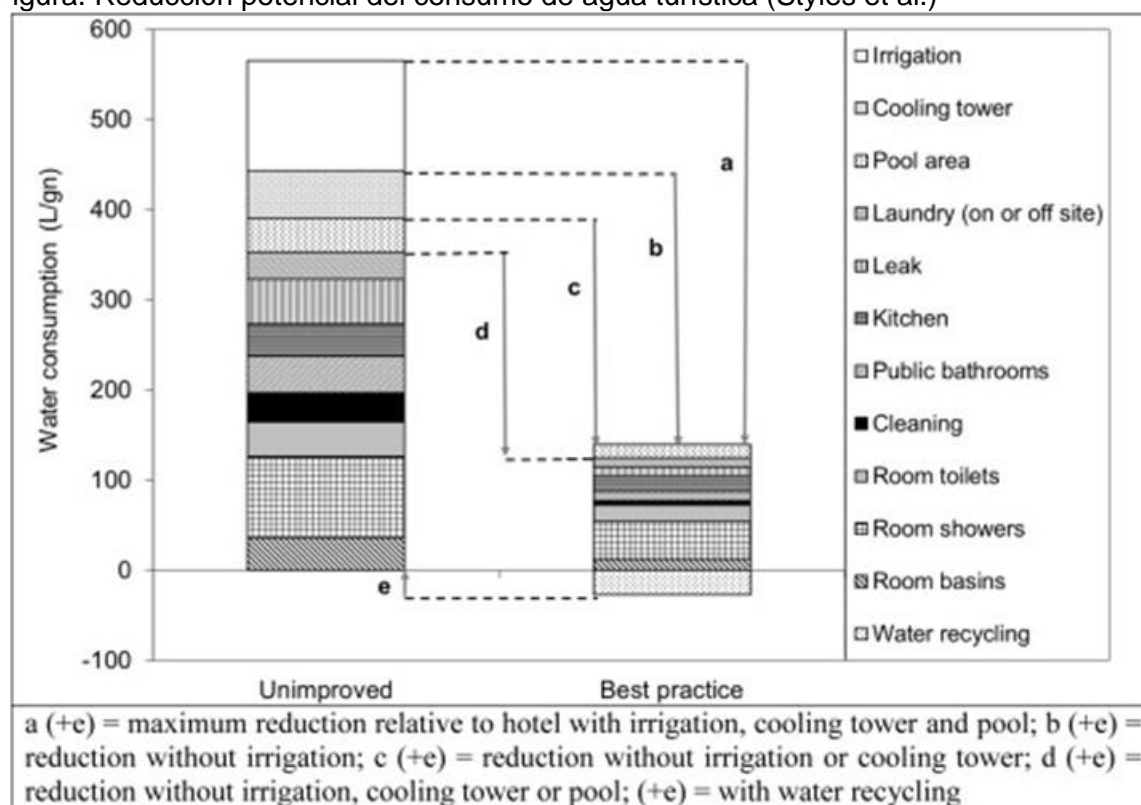 igura: Reducción potencial del consumo de agua turística (Styles et al.)
600
500
400
300
200
100
0
-100
Water consumption (L/gn)
a
b
c
d
e
Unimproved
Best practice
Irrigation
Cooling tower
Pool area
Laundry (on or off site)
Leak
Kitchen
Public bathrooms
Cleaning
Room toilets
Room showers
Room basins
Water recycling
a (+e) = maximum reduction relative to hotel with irrigation, cooling tower and pool; b (+e) =
reduction without irrigation; c (+e) = reduction without irrigation or cooling tower; d (+e) =
reduction without irrigation, cooling tower or pool; (+e) = with water recycling